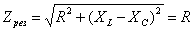 Z_рез = √(R² + (X_L − X_C)²) = R